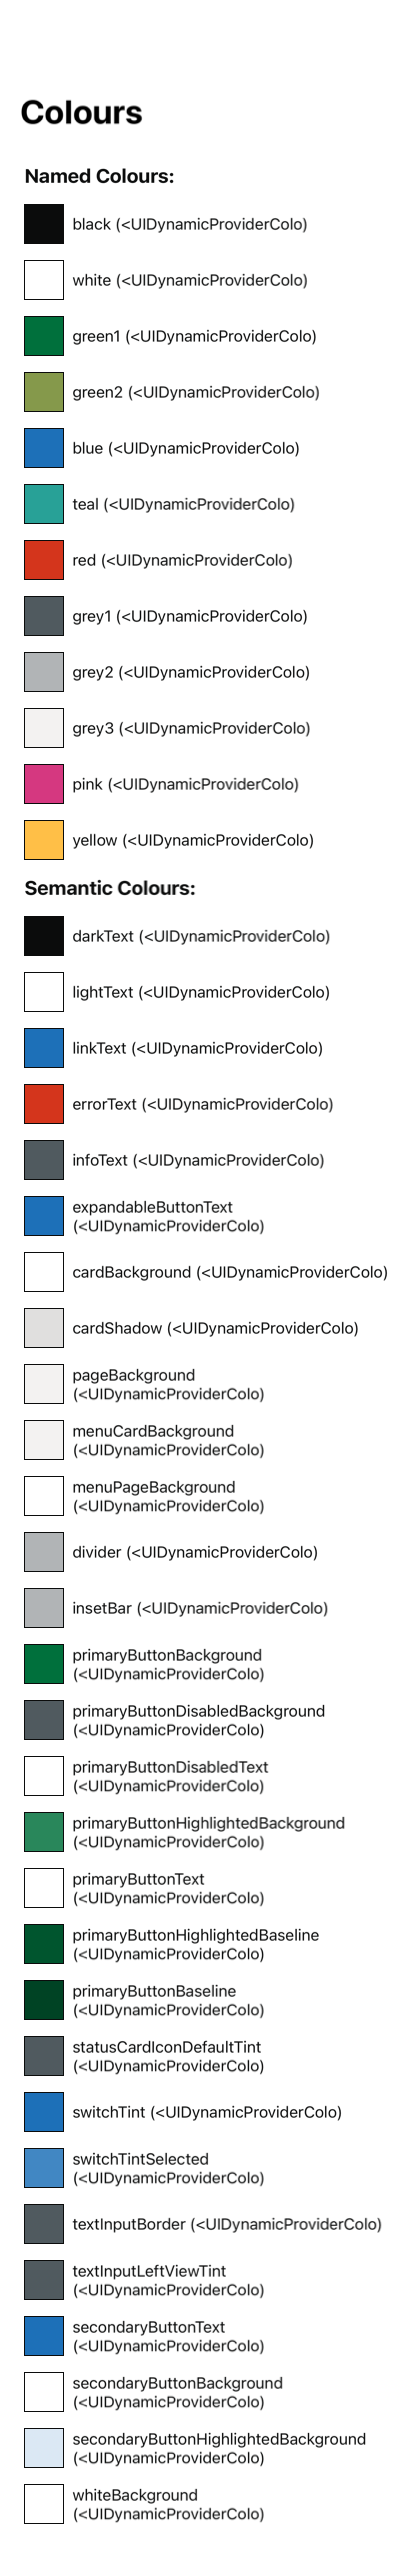 Colours
Named Colours:
black (<UIDynamicProviderColo)
white (<UIDynamicProviderColo)
green1 (<UIDynamicProviderColo)
green2 (<UIDynamicProviderColo)
blue (<UIDynamicProviderColo)
teal (<UIDynamicProviderColo)
red (<UIDynamicProviderColo)
grey1 (<UIDynamicProviderColo)
grey2 (<UIDynamicProviderColo)
grey3 (<UIDynamicProviderColo)
pink (<UIDynamicProviderColo)
yellow (<UIDynamicProviderColo)
Semantic Colours:
darkText (<UIDynamicProviderColo)
lightText (<UIDynamicProviderColo)
linkText (<UIDynamicProviderColo)
errorText (<UIDynamicProviderColo)
infoText (<UIDynamicProviderColo)
expandableButtonText
(<UIDynamicProviderColo)
cardBackground (<UIDynamicProviderColo)
cardShadow (<UIDynamicProviderColo)
pageBackground
(<UIDynamicProviderColo)
menuCardBackground
(<UIDynamicProviderColo)
menuPageBackground
(<UIDynamicProviderColo)
divider (<UIDynamicProviderColo)
insetBar (<UIDynamicProviderColo)
primaryButtonBackground
(<UIDynamicProviderColo)
primaryButtonDisabledBackground
(<UIDynamicProviderColo)
primaryButtonDisabledText
(<UIDynamicProviderColo)
primaryButtonHighlightedBackground
(<UIDynamicProviderColo)
primaryButtonText
(<UIDynamicProviderColo)
primaryButtonHighlightedBaseline
(<UIDynamicProviderColo)
primaryButtonBaseline
(<UIDynamicProviderColo)
statusCardIconDefaultTint
(<UIDynamicProviderColo)
switchTint (<UIDynamicProviderColo)
switchTintSelected
(<UIDynamicProviderColo)
textInputBorder (<UIDynamicProviderColo)
textInputLeftViewTint
(<UIDynamicProviderColo)
secondaryButtonText
(<UIDynamicProviderColo)
secondaryButtonBackground
(<UIDynamicProviderColo)
secondaryButtonHighlightedBackground
(<UIDynamicProviderColo)
whiteBackground
(<UIDynamicProviderColo)